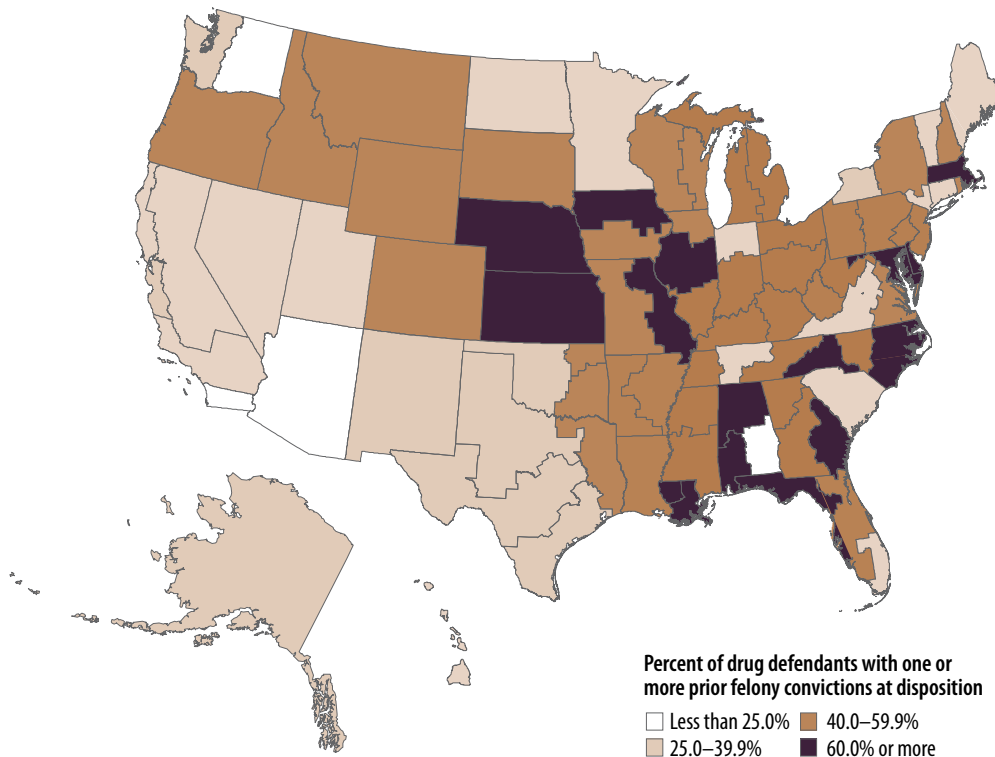 Percent of drug defendants with one or
more prior felony convictions at disposition
Less than 25.0%
40.0–59.9%
25.0–39.9%
60.0% or more